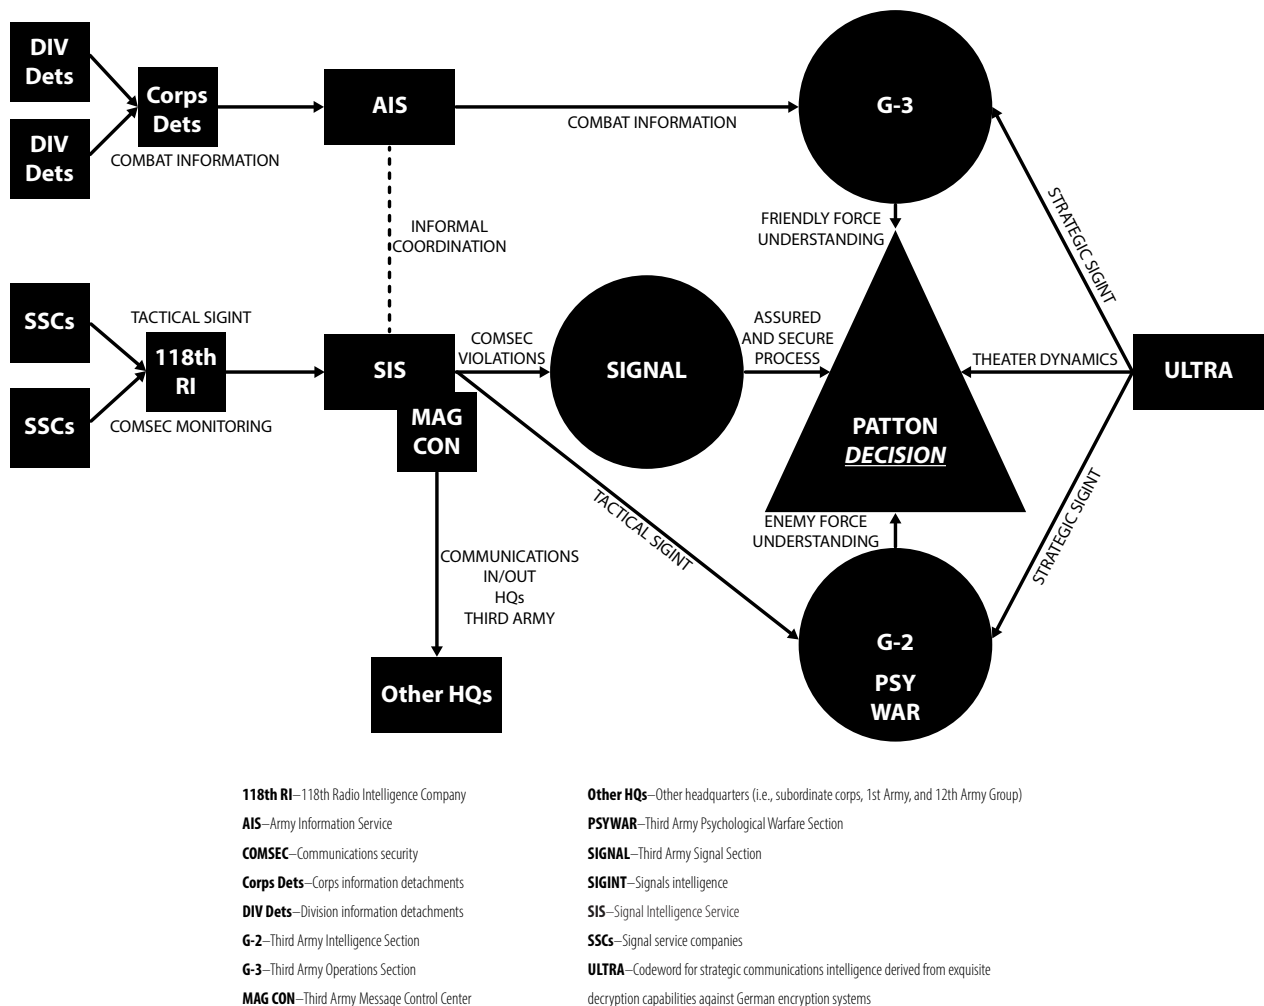 DIV
Dets
DIV
Dets
Corps
Dets
COMBAT INFORMATION
AIS
COMBAT INFORMATION
G-3
INFORMAL
COORDINATION
FRIENDLY FORCE
UNDERSTANDING
STRATEGIC SIGINT
SSCs
SSCs
TACTICAL SIGINT
118th
RI
COMSEC MONITORING
SIS
MAG
CON
COMSEC
VIOLATIONS
SIGNAL
ASSURED
AND SECURE
PROCESS
PATTON
DECISION
THEATER DYNAMICS
ULTRA
TACTICAL SIGINT
ENEMY FORCE
UNDERSTANDING
STRATEGIC SIGINT
COMMUNICATIONS
IN/OUT
HQs
THIRD ARMY
Other HQs
G-2
PSY
WAR
118th RI–118th Radio Intelligence Company
AIS–Army Information Service
COMSEC–Communications security
Corps Dets–Corps information detachments
DIV Dets–Division information detachments
G-2–Third Army Intelligence Section
G-3–Third Army Operations Section
MAG CON–Third Army Message Control Center
Other HQs–Other headquarters (i.e., subordinate corps, 1st Army, and 12th Army Group)
PSYWAR–Third Army Psychological Warfare Section
SIGNAL–Third Army Signal Section
SIGINT–Signals intelligence
SIS–Signal Intelligence Service
SSCs–Signal service companies
ULTRA–Codeword for strategic communications intelligence derived from exquisite
decryption capabilities against German encryption systems